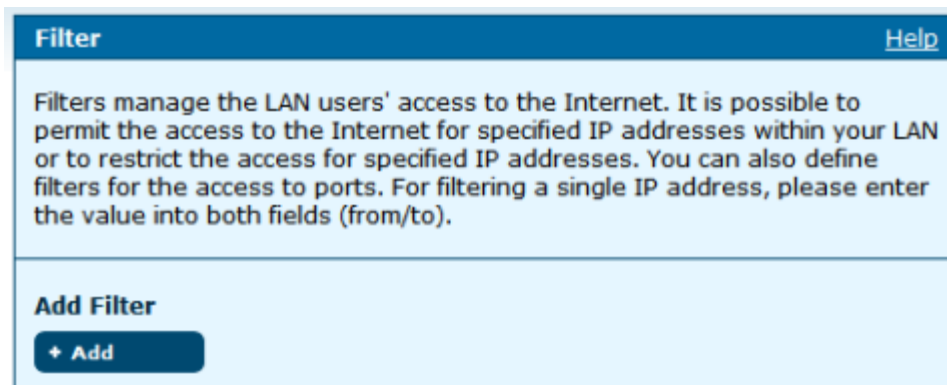 Filter Help
Filters manage the LAN users' access to the Internet. It is possible to
permit the access to the Internet for specified IP addresses within your LAN
or to restrict the access for specified IP addresses. You can also define
filters for the access to ports. For filtering a single IP address, please enter
the value into both fields (from/to).
Add Filter
+ Add